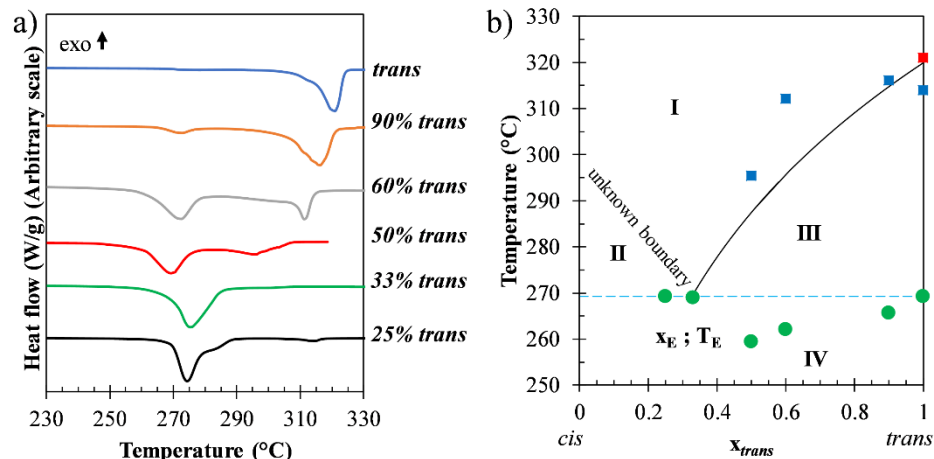 a)
exo
Heat flow (W/g) (Arbitrary scale)
trans
90% trans
60% trans
50% trans
33% trans
25% trans
230 250 270 290 310 330
Temperature (°C)
b)
Temperature (°C)
330
320
310
300
290
280
270
260
250
I
unknown boundary
II
III
x_E ; T_E
IV
0 0.2 0.4 0.6 0.8 1
cis x_trans trans